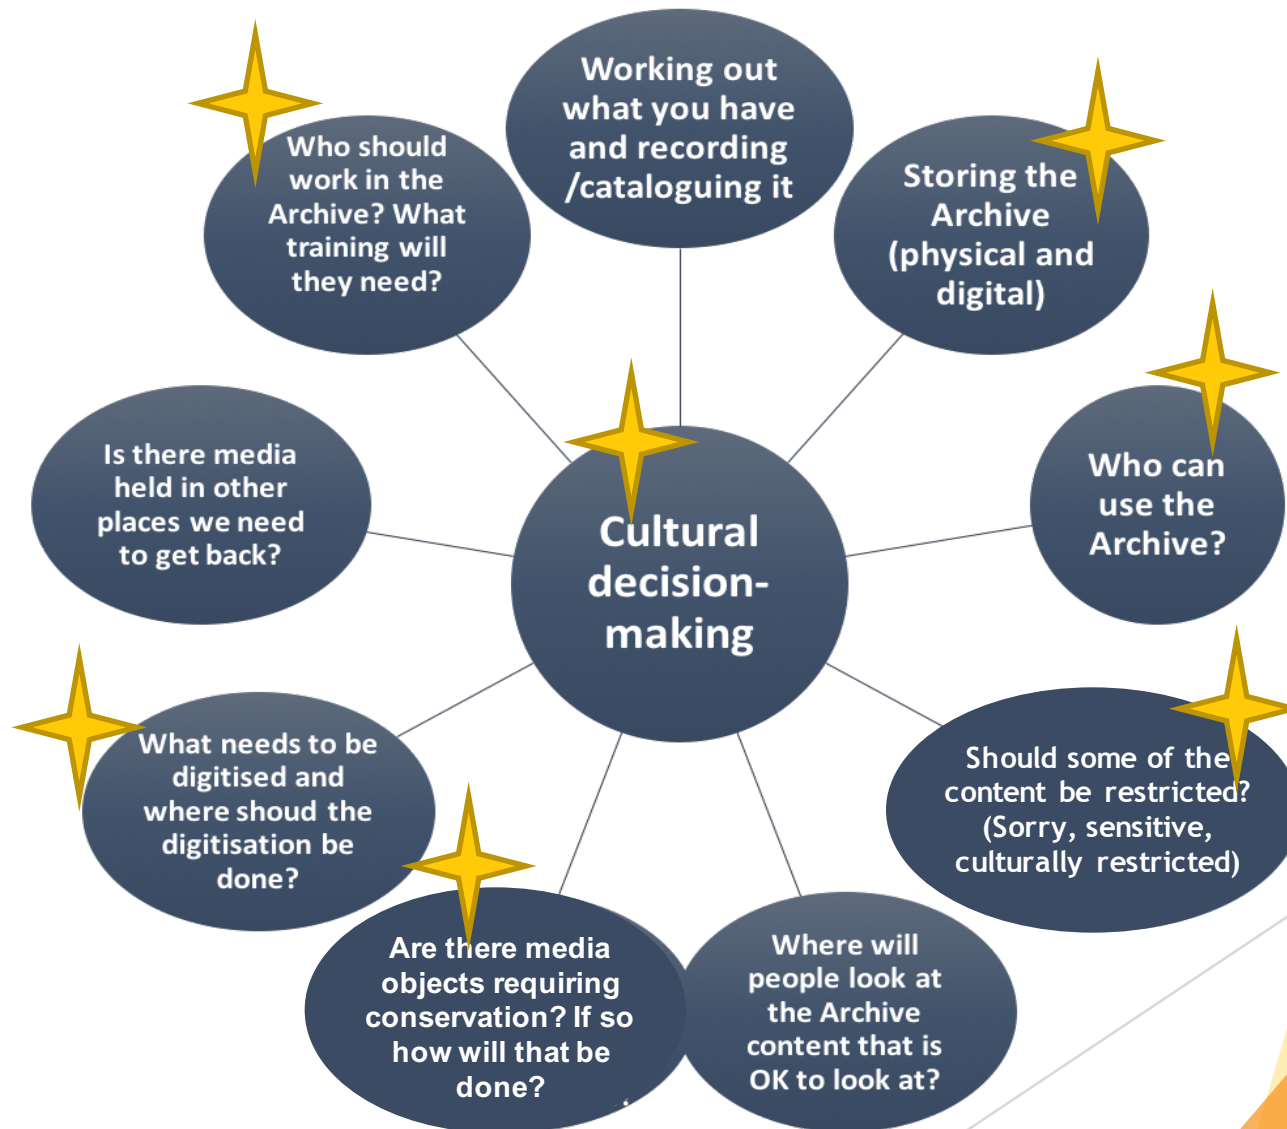 Working out
what you have
and recording
/cataloguing it
Storing the
Archive
(physical and
digital)
Who can
use the
Archive?
Should some of the
content be restricted?
(Sorry, sensitive,
culturally restricted)
Where will
people look at
the Archive
content that is
OK to look at?
Are there media
objects requiring
conservation? If so
how will that be
done?
What needs to be
digitised and
where shoud the
digitisation be
done?
Is there media
held in other
places we need
to get back?
Who should
work in the
Archive? What
training will
they need?
Cultural
decision-
making